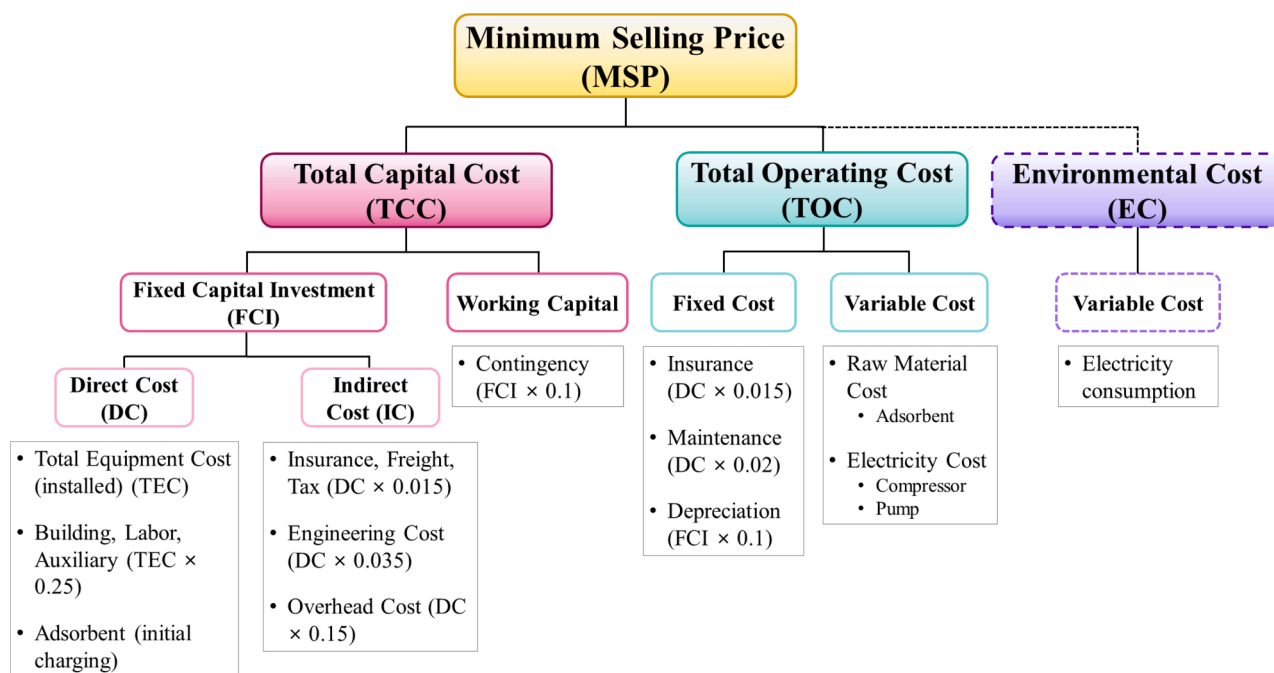 Minimum Selling Price
(MSP)
Total Capital Cost
(TCC)
Total Operating Cost
(TOC)
Environmental Cost
(EC)
Fixed Capital Investment
(FCI)
Working Capital
Fixed Cost
Variable Cost
Variable Cost
Direct Cost
(DC)
Indirect
Cost (IC)
• Contingency
(FCI × 0.1)
• Insurance
(DC × 0.015)
• Maintenance
(DC × 0.02)
• Depreciation
(FCI × 0.1)
• Raw Material
Cost
• Adsorbent
• Electricity Cost
• Compressor
• Pump
• Electricity
consumption
• Total Equipment Cost
(installed) (TEC)
• Building, Labor,
Auxiliary (TEC ×
0.25)
• Adsorbent (initial
charging)
• Insurance, Freight,
Tax (DC × 0.015)
• Engineering Cost
(DC × 0.035)
• Overhead Cost (DC
× 0.15)